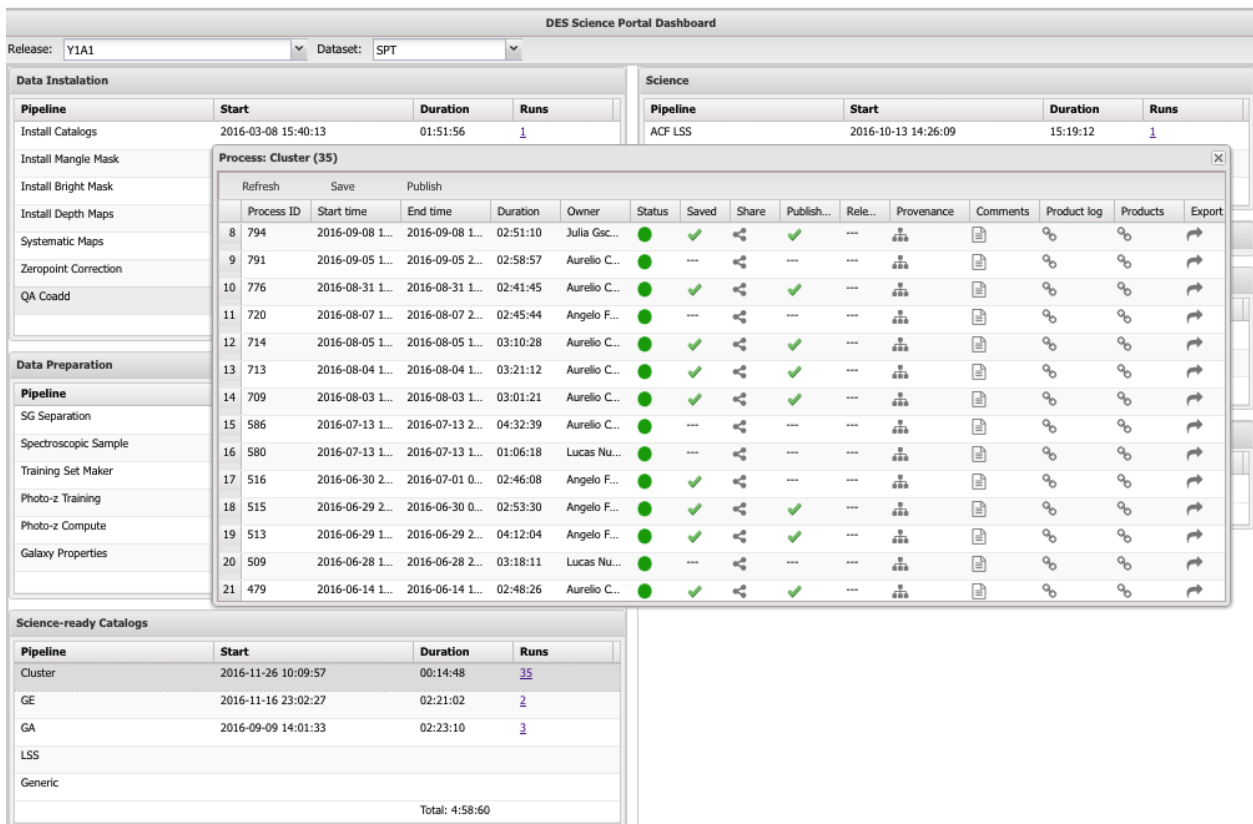 DES Science Portal Dashboard
Release: Y1A1 Dataset: SPT
Data Instalation
Pipeline Start Duration Runs
Install Catalogs 2016-03-08 15:40:13 01:51:56 1
Install Mangle Mask
Install Bright Mask
Install Depth Maps
Systematic Maps
Zeropoint Correction
QA Coadd
Science
Pipeline Start Duration Runs
ACF LSS 2016-10-13 14:26:09 15:19:12 1
Process: Cluster (35)
Refresh Save Publish
Process ID Start time End time Duration Owner Status Saved Share Publish... Rele... Provenance Comments Product log Products Export
8 794 2016-09-08 1... 2016-09-08 1... 02:51:10 Julia Gsc... ---
9 791 2016-09-05 1... 2016-09-05 2... 02:58:57 Aurelio C... --- --- ---
10 776 2016-08-31 1... 2016-08-31 1... 02:41:45 Aurelio C... ---
11 720 2016-08-07 1... 2016-08-07 2... 02:45:44 Angelo F... --- --- ---
12 714 2016-08-05 1... 2016-08-05 1... 03:10:28 Aurelio C... ---
13 713 2016-08-04 1... 2016-08-04 1... 03:21:12 Aurelio C... ---
14 709 2016-08-03 1... 2016-08-03 1... 03:01:21 Aurelio C... ---
15 586 2016-07-13 1... 2016-07-13 2... 04:32:39 Aurelio C... --- --- ---
16 580 2016-07-13 1... 2016-07-13 1... 01:06:18 Lucas Nu... --- --- ---
17 516 2016-06-30 2... 2016-07-01 0... 02:46:08 Angelo F... --- ---
18 515 2016-06-29 2... 2016-06-30 0... 02:53:30 Angelo F... ---
19 513 2016-06-29 1... 2016-06-29 2... 04:12:04 Angelo F... ---
20 509 2016-06-28 1... 2016-06-28 2... 03:18:11 Lucas Nu... --- --- ---
21 479 2016-06-14 1... 2016-06-14 1... 02:48:26 Aurelio C... ---
Data Preparation
Pipeline
SG Separation
Spectroscopic Sample
Training Set Maker
Photo-z Training
Photo-z Compute
Galaxy Properties
Science-ready Catalogs
Pipeline Start Duration Runs
Cluster 2016-11-26 10:09:57 00:14:48 35
GE 2016-11-16 23:02:27 02:21:02 2
GA 2016-09-09 14:01:33 02:23:10 3
LSS
Generic
Total: 4:58:60